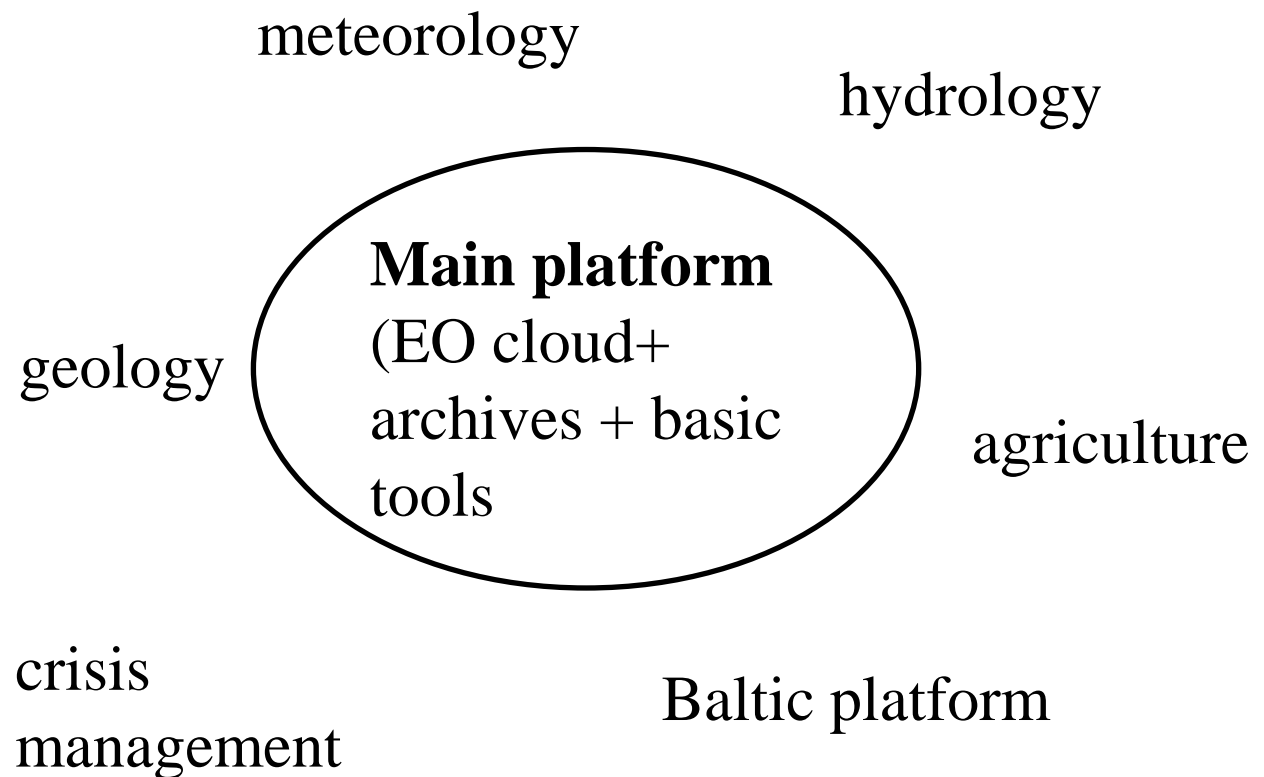 meteorology
hydrology
Main platform
(EO cloud+
archives + basic
tools
geology
agriculture
crisis
management
Baltic platform